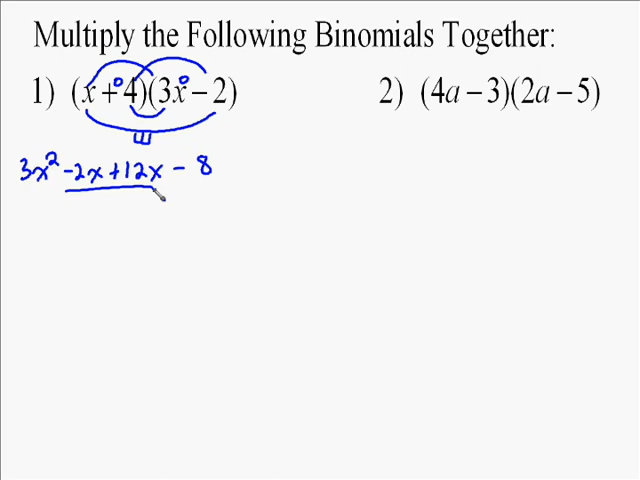 Multiply the Following Binomials Together:
1) (x + 4)(3x − 2)
2) (4a − 3)(2a − 5)
3x² - 2x + 12x - 8